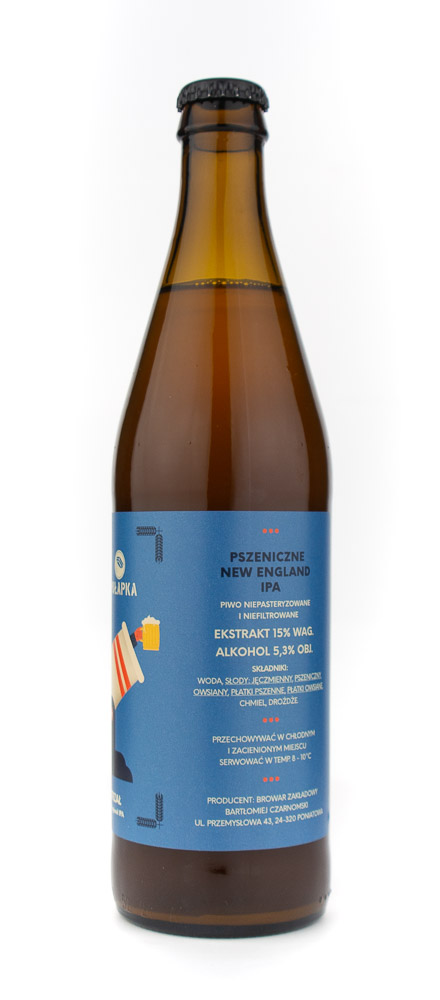 PSZENICZNE
NEW ENGLAND
IPA
PIWO NIEPASTERYZOWANE
I NIEFILTROWANE
EKSTRAKT 15% WAG.
ALKOHOL 5,3% OBJ.
SKŁADNIKI:
WODA, SŁODY: JĘCZMIENNY, PSZENICZNY,
OWSIANY, PŁATKI PSZENNE, PŁATKI OWSIANE,
CHMIEL, DROŻDŻE.
PRZECHOWYWAĆ W CHŁODNYM
I ZACIENIONYM MIEJSCU
SERWOWAĆ W TEMP. 8 - 10°C
PRODUCENT: BROWAR ZAKŁADOWY
BARTŁOMIEJ CZARNOMSKI
UL. PRZEMYSŁOWA 43, 24-320 PONIATOWA